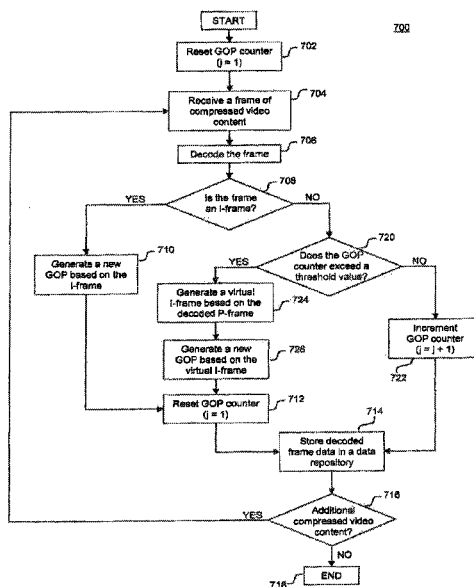 START
700
Reset GOP counter
(j = 1)
702
Receive a frame of
compressed video
content
704
706
Decode the frame
708
YES
Is the frame
an I-frame?
NO
710
Generate a new
GOP based on the
I-frame
720
YES
Does the GOP
counter exceed a
threshold value?
NO
Generate a virtual
I-frame based on the
decoded P-frame
724
Generate a new
GOP based on the
virtual I-frame
726
Increment
GOP counter
(j = j + 1)
722
Reset GOP counter
(j = 1)
712
714
Store decoded
frame data in a data
repository
716
YES
Additional
compressed video
content?
NO
718
END